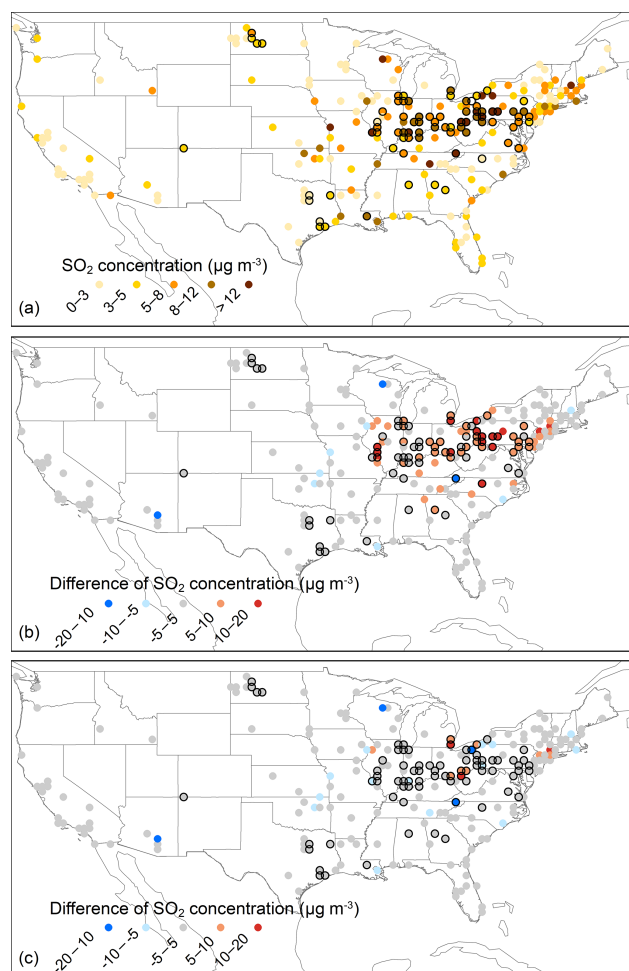 SO₂ concentration (μg m⁻³)
0–3 3–5 5–8 8–12 >12
(a)
Difference of SO₂ concentration (μg m⁻³)
-20 – 10 -10 – -5 -5–5 5–10 10–20
(b)
Difference of SO₂ concentration (μg m⁻³)
-20 – 10 -10 – -5 -5–5 5–10 10–20
(c)